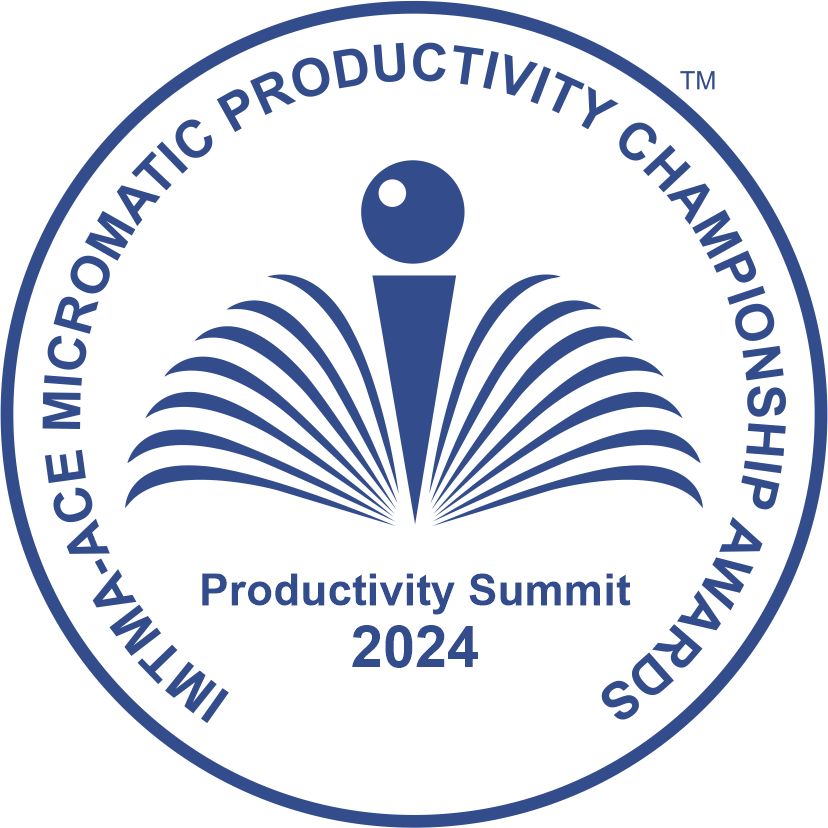 IMTMA-ACE MICROMATIC PRODUCTIVITY CHAMPIONSHIP AWARDS
TM
Productivity Summit
2024